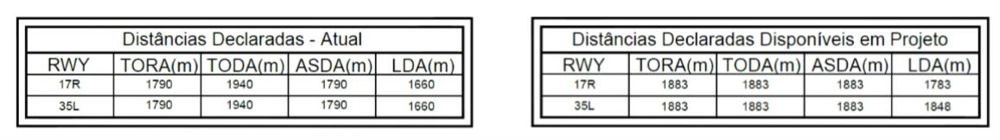 Distâncias Declaradas - Atual
RWY TORA(m) TODA(m) ASDA(m) LDA(m)
17R 1790 1940 1790 1660
35L 1790 1940 1790 1660
Distâncias Declaradas Disponíveis em Projeto
RWY TORA(m) TODA(m) ASDA(m) LDA(m)
17R 1883 1883 1883 1783
35L 1883 1883 1883 1848